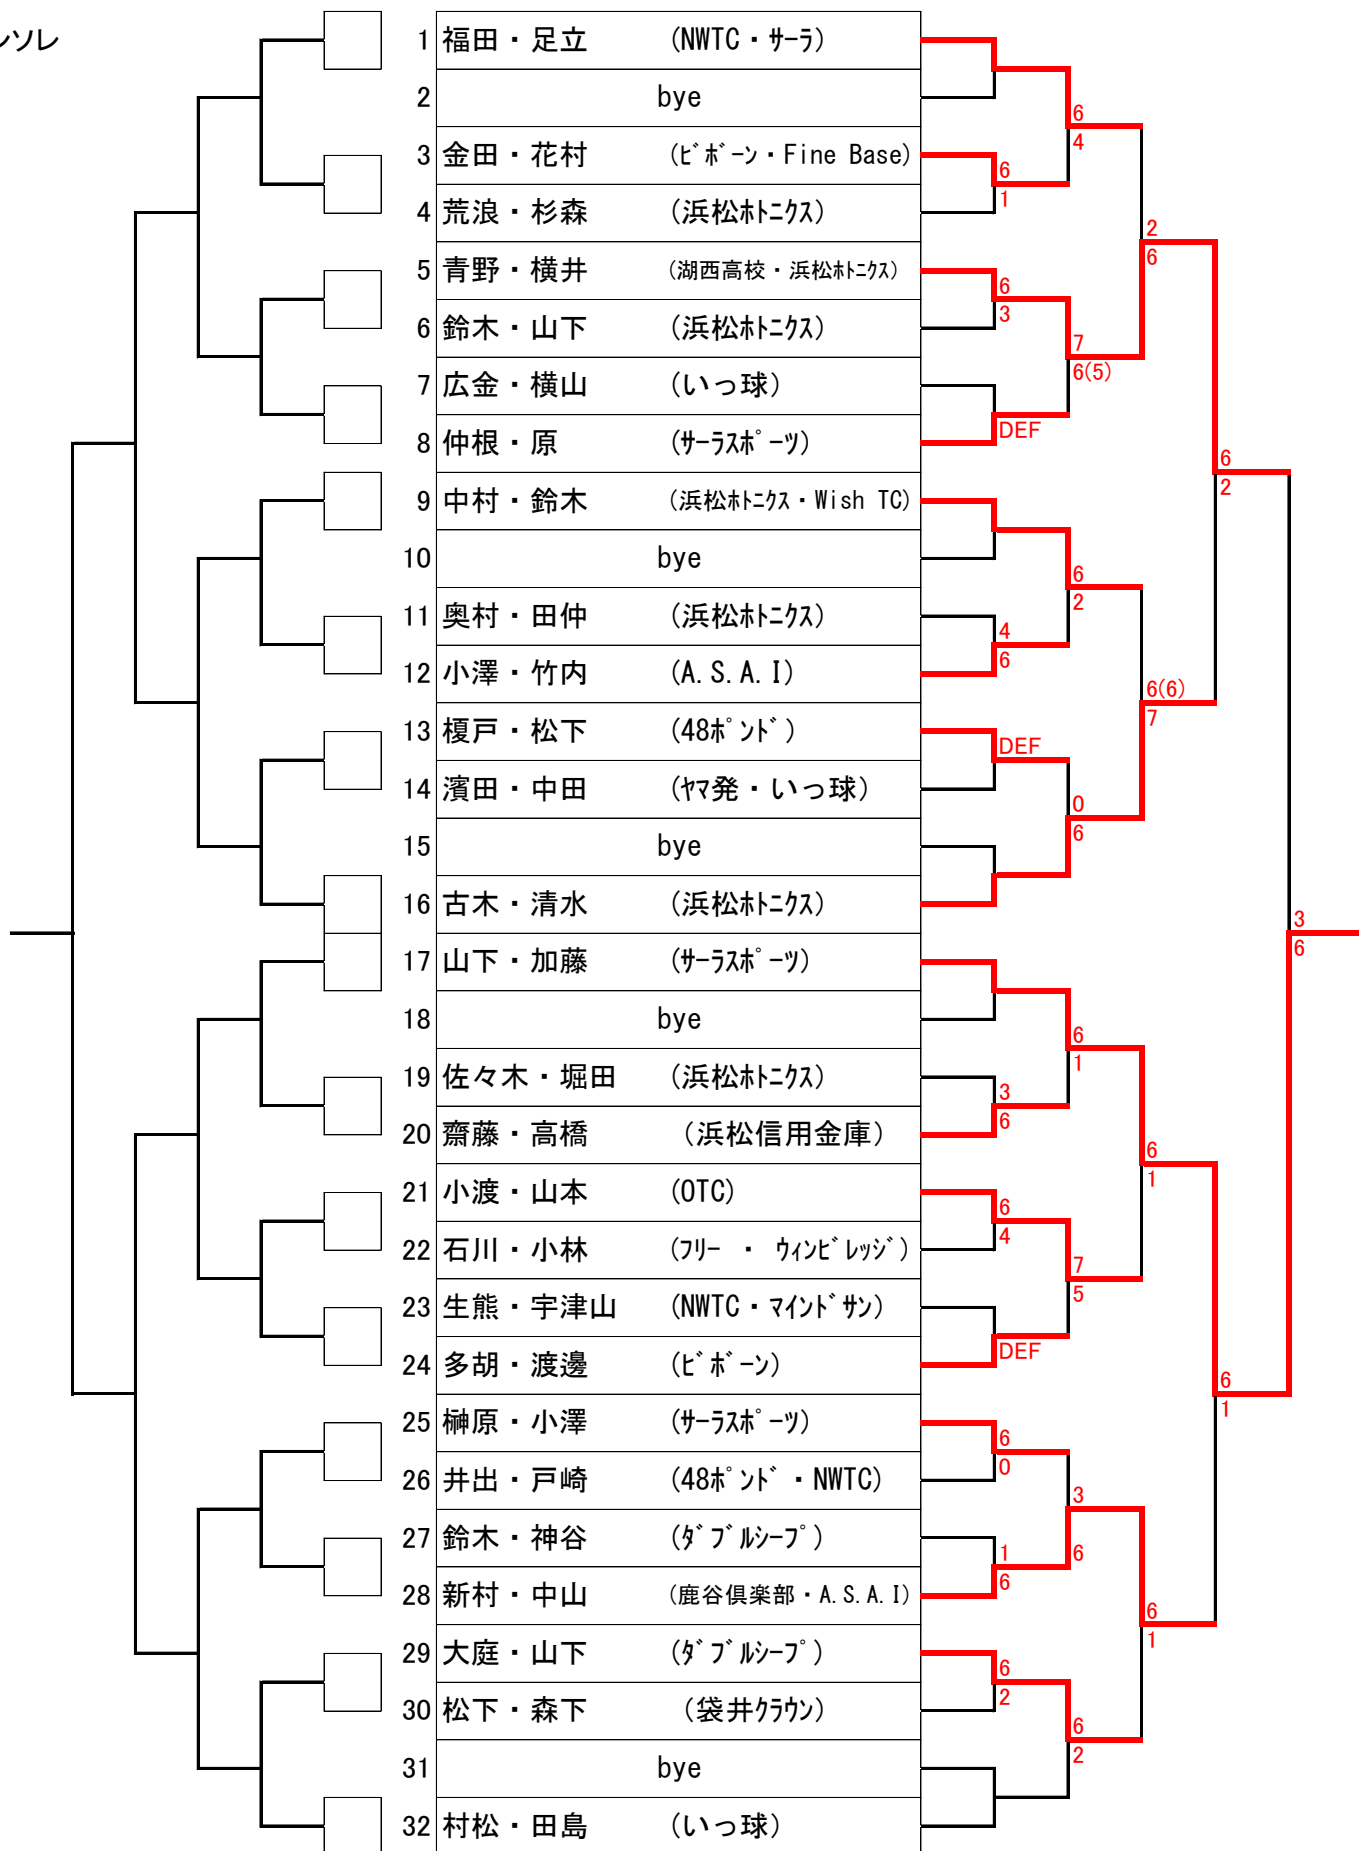 ンソレ
1 福田・足立 (NWTC・ｻｰﾗ)
2 bye
6
4
3 金田・花村 (ﾋﾞﾎﾞｰﾝ・Fine Base)
6
1
4 荒浪・杉森 (浜松ﾎﾄﾆｸｽ)
2
6
5 青野・横井 (湖西高校・浜松ﾎﾄﾆｸｽ)
6
3
6 鈴木・山下 (浜松ﾎﾄﾆｸｽ)
7
6(5)
7 広金・横山 (いっ球)
DEF
8 仲根・原 (ｻｰﾗｽﾎﾟｰﾂ)
6
2
9 中村・鈴木 (浜松ﾎﾄﾆｸｽ・Wish TC)
10 bye
6
2
11 奥村・田仲 (浜松ﾎﾄﾆｸｽ)
4
6
12 小澤・竹内 (A.S.A.I)
6(6)
7
13 榎戸・松下 (48ﾎﾟﾝﾄﾞ)
DEF
14 濱田・中田 (ﾔﾏ発・いっ球)
0
6
15 bye
16 古木・清水 (浜松ﾎﾄﾆｸｽ)
3
6
17 山下・加藤 (ｻｰﾗｽﾎﾟｰﾂ)
18 bye
6
1
19 佐々木・堀田 (浜松ﾎﾄﾆｸｽ)
3
6
20 齋藤・高橋 (浜松信用金庫)
6
1
21 小渡・山本 (OTC)
6
4
22 石川・小林 (ﾌﾘｰ ・ ｳｨﾝﾋﾞﾚｯｼﾞ)
7
5
23 生熊・宇津山 (NWTC・ﾏｲﾝﾄﾞｻﾝ)
DEF
24 多胡・渡邊 (ﾋﾞﾎﾞｰﾝ)
6
1
25 榊原・小澤 (ｻｰﾗｽﾎﾟｰﾂ)
6
0
26 井出・戸崎 (48ﾎﾟﾝﾄﾞ・NWTC)
3
6
27 鈴木・神谷 (ﾀﾞﾌﾞﾙｼｰﾌﾟ)
1
6
28 新村・中山 (鹿谷倶楽部・A.S.A.I)
6
1
29 大庭・山下 (ﾀﾞﾌﾞﾙｼｰﾌﾟ)
6
2
30 松下・森下 (袋井ｸﾗｳﾝ)
6
2
31 bye
32 村松・田島 (いっ球)